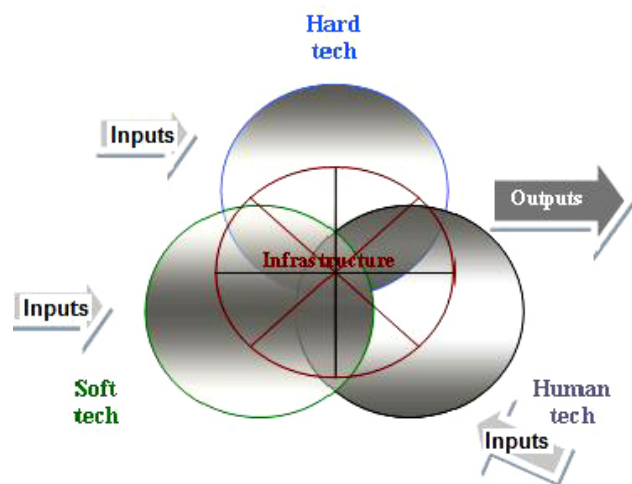 Hard
tech
Inputs
Outputs
Infrastructure
Inputs
Soft
tech
Human
tech
Inputs